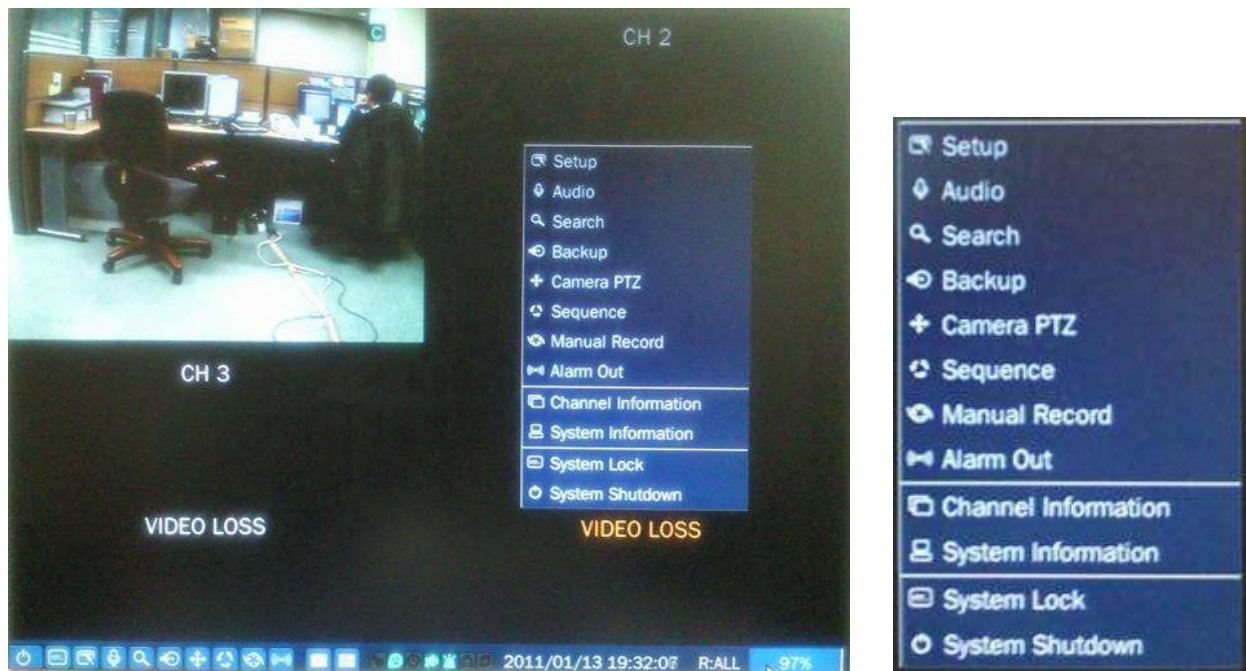 C
CH 2
Setup
Audio
Search
Backup
Camera PTZ
Sequence
Manual Record
Alarm Out
Channel Information
System Information
System Lock
System Shutdown
CH 3
VIDEO LOSS
VIDEO LOSS
2011/01/13 19:32:07 R:ALL 97%
Setup
Audio
Search
Backup
Camera PTZ
Sequence
Manual Record
Alarm Out
Channel Information
System Information
System Lock
System Shutdown